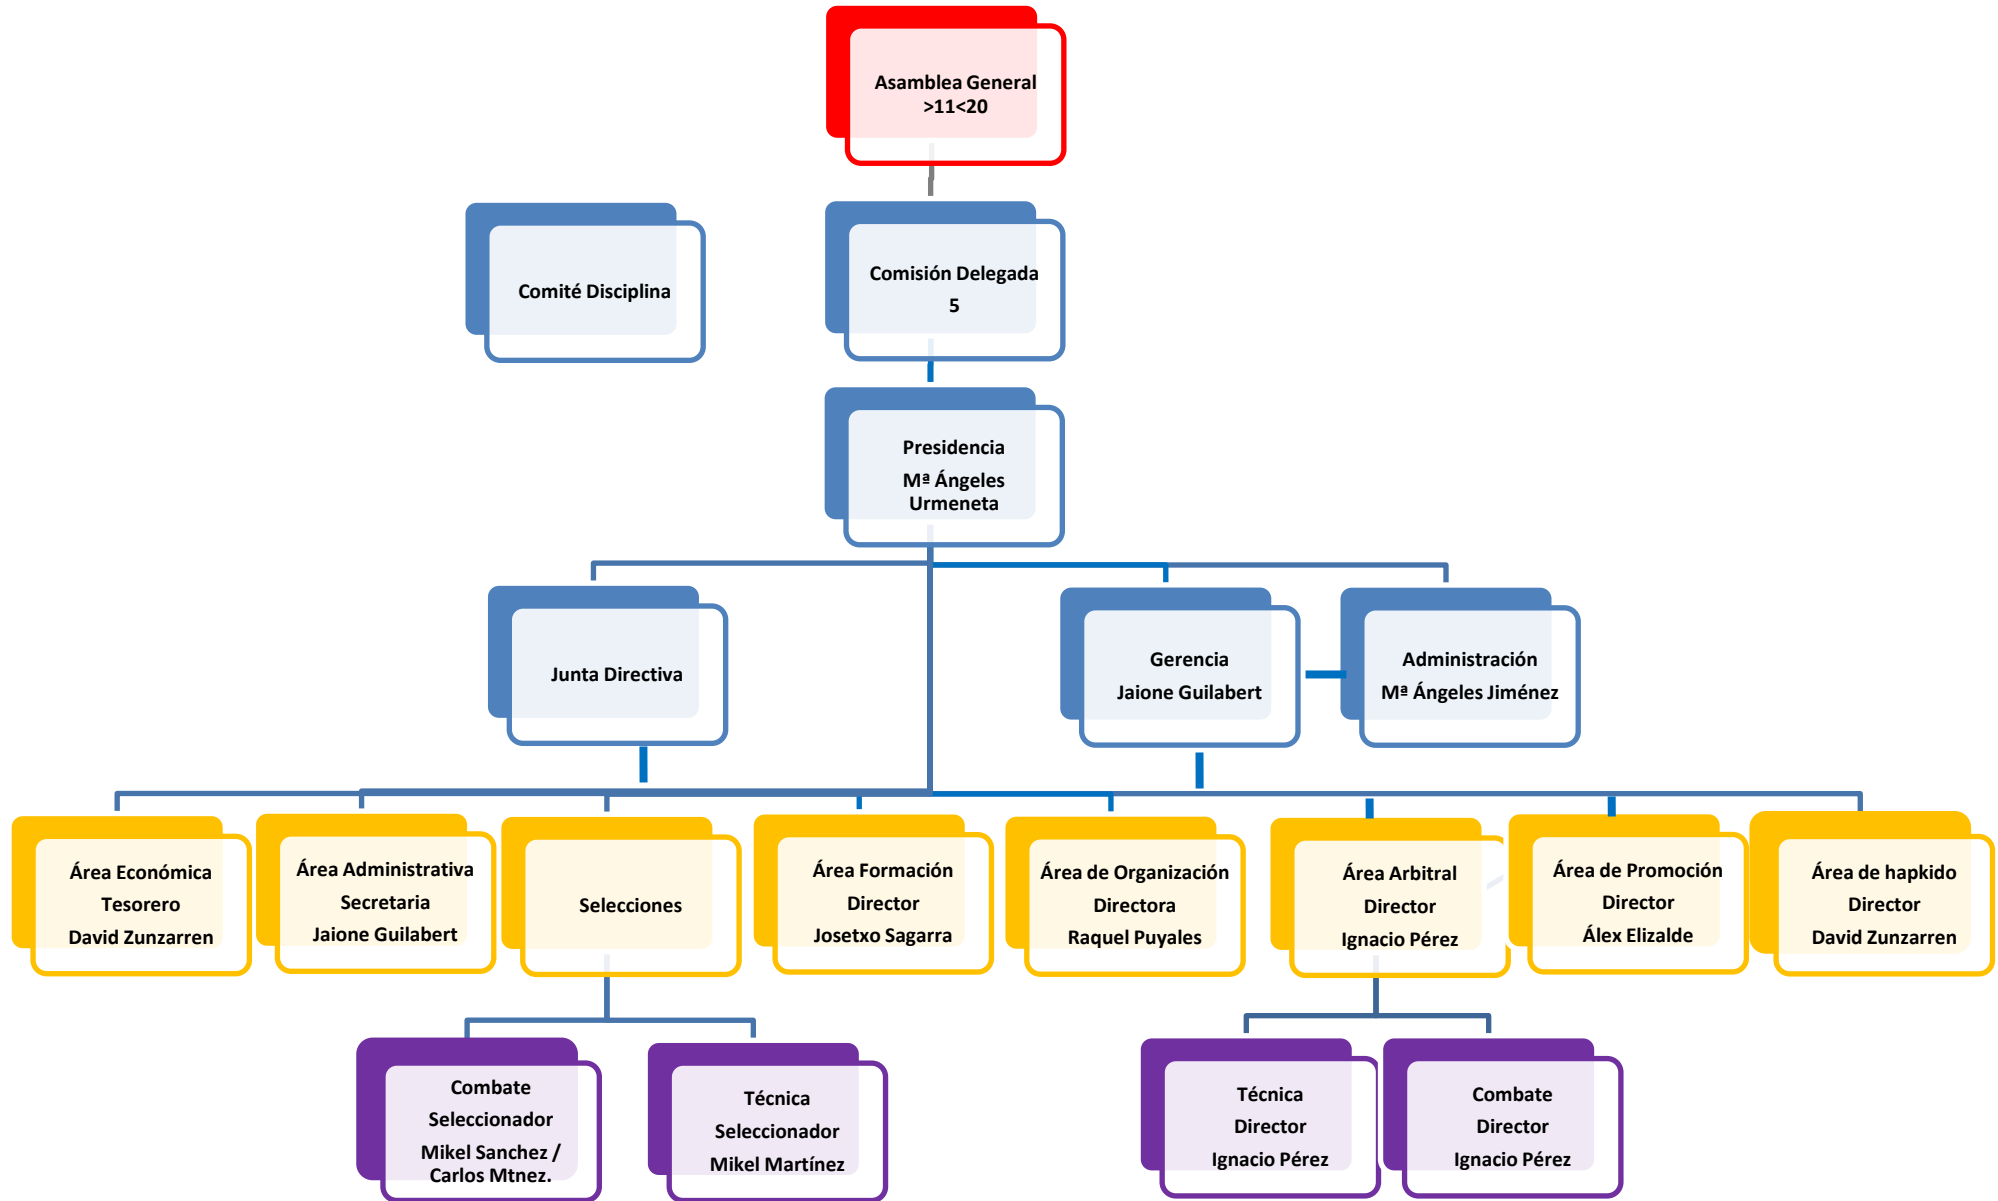 Asamblea General
>11<20
Comité Disciplina
Comisión Delegada
5
Presidencia
Mª Ángeles
Urmeneta
Junta Directiva
Gerencia
Jaione Guilabert
Administración
Mª Ángeles Jiménez
Área Económica
Tesorero
David Zunzarren
Área Administrativa
Secretaria
Jaione Guilabert
Selecciones
Área Formación
Director
Josetxo Sagarra
Área de Organización
Directora
Raquel Puyales
Área Arbitral
Director
Ignacio Pérez
Área de Promoción
Director
Álex Elizalde
Área de hapkido
Director
David Zunzarren
Combate
Seleccionador
Mikel Sanchez /
Carlos Mtnez.
Técnica
Seleccionador
Mikel Martínez
Técnica
Director
Ignacio Pérez
Combate
Director
Ignacio Pérez